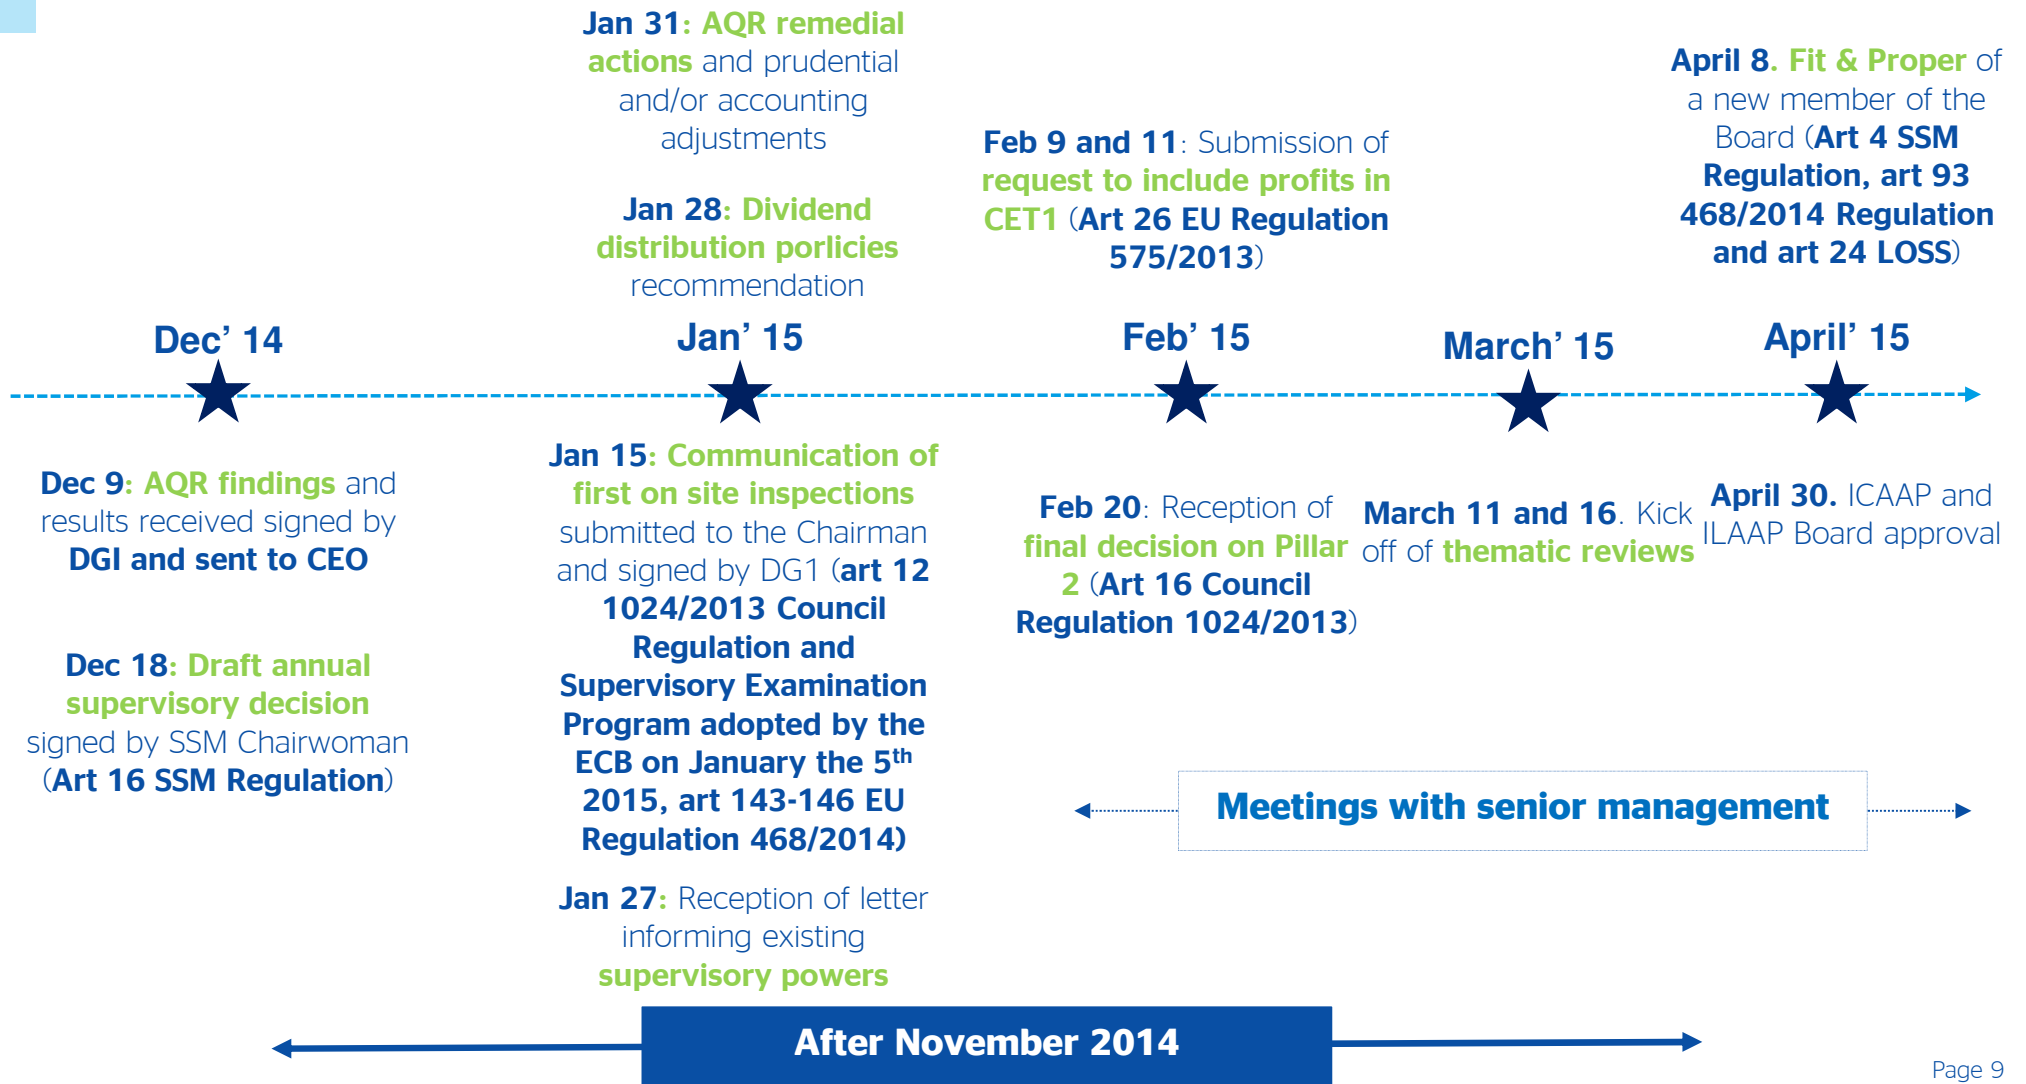 Jan 31: AQR remedial
actions and prudential
and/or accounting
adjustments
Jan 28: Dividend
distribution porlicies
recommendation
Feb 9 and 11: Submission of
request to include profits in
CET1 (Art 26 EU Regulation
575/2013)
April 8. Fit & Proper of
a new member of the
Board (Art 4 SSM
Regulation, art 93
468/2014 Regulation
and art 24 LOSS)
Dec' 14
Jan' 15
Feb' 15
March' 15
April' 15
Dec 9: AQR findings and
results received signed by
DGI and sent to CEO
Dec 18: Draft annual
supervisory decision
signed by SSM Chairwoman
(Art 16 SSM Regulation)
Jan 15: Communication of
first on site inspections
submitted to the Chairman
and signed by DG1 (art 12
1024/2013 Council
Regulation and
Supervisory Examination
Program adopted by the
ECB on January the 5th
2015, art 143-146 EU
Regulation 468/2014)
Jan 27: Reception of letter
informing existing
supervisory powers
Feb 20: Reception of
final decision on Pillar
2 (Art 16 Council
Regulation 1024/2013)
March 11 and 16. Kick
off of thematic reviews
April 30. ICAAP and
ILAAP Board approval
Meetings with senior management
After November 2014
Page 9